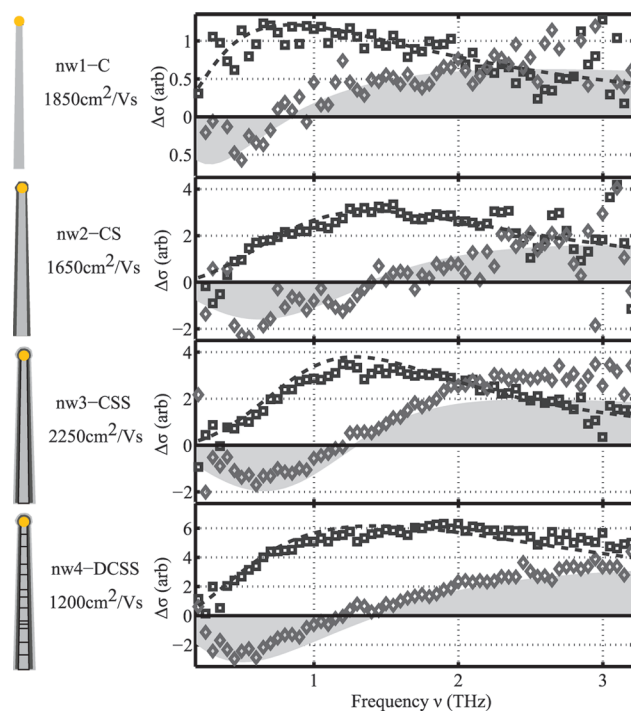 nw1−C
1850cm2/Vs
Δσ (arb)
1
0.5
0
0.5
nw2−CS
1650cm2/Vs
Δσ (arb)
4
2
0
−2
nw3−CSS
2250cm2/Vs
Δσ (arb)
4
2
0
−2
nw4−DCSS
1200cm2/Vs
Δσ (arb)
6
4
2
0
−2
1 2 3
Frequency ν (THz)